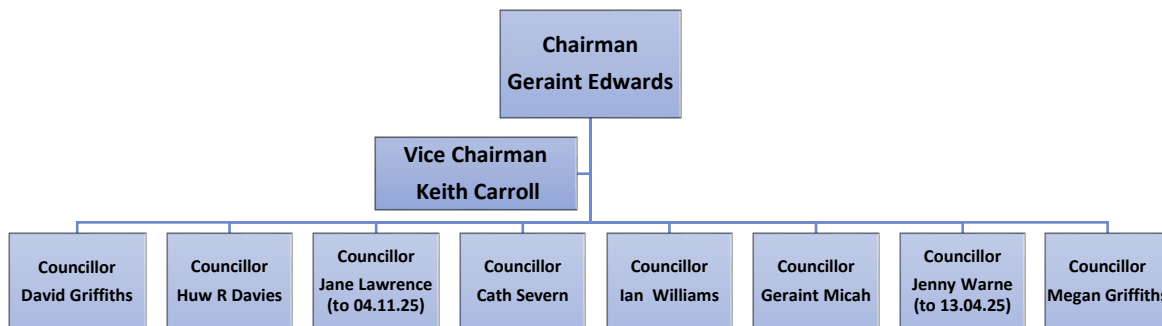 Chairman
Geraint Edwards
Vice Chairman
Keith Carroll
Councillor
David Griffiths
Councillor
Huw R Davies
Councillor
Jane Lawrence
(to 04.11.25)
Councillor
Cath Severn
Councillor
Ian Williams
Councillor
Geraint Micah
Councillor
Jenny Warne
(to 13.04.25)
Councillor
Megan Griffiths